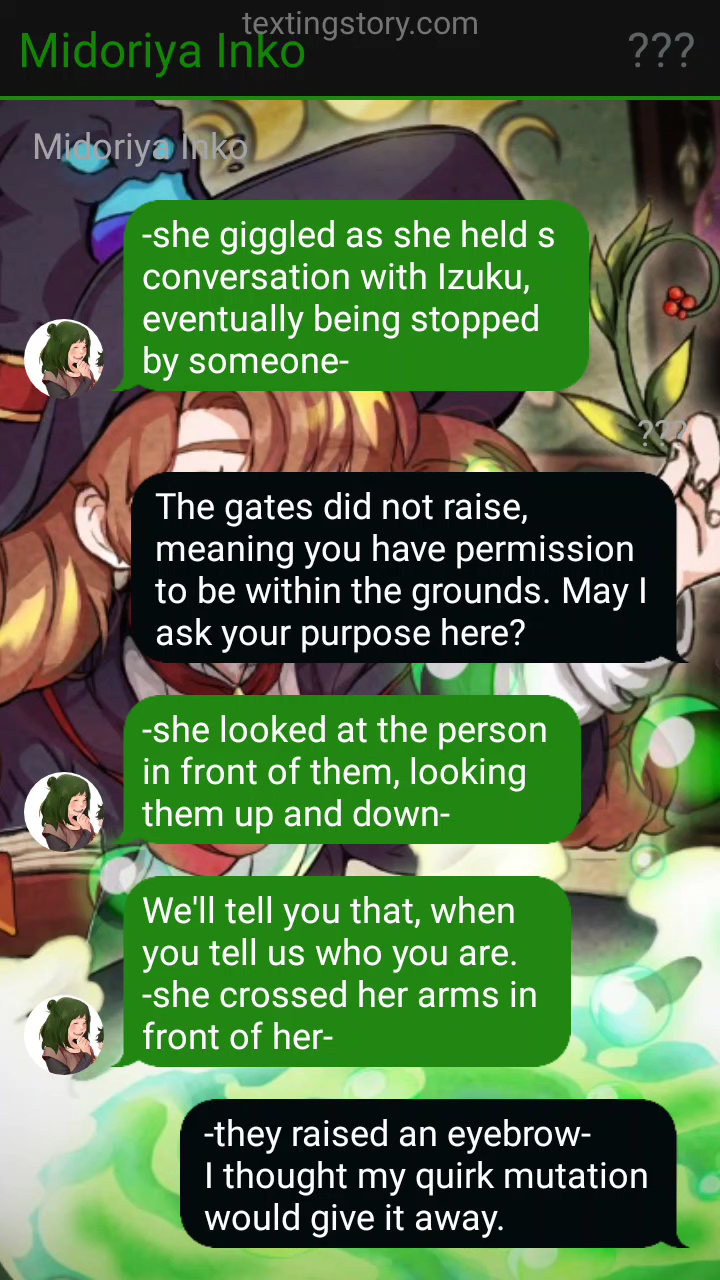 textingstory.com
Midoriya Inko
???
Midoriya Inko
-she giggled as she held s
conversation with Izuku,
eventually being stopped
by someone-
???
The gates did not raise,
meaning you have permission
to be within the grounds. May I
ask your purpose here?
-she looked at the person
in front of them, looking
them up and down-
We'll tell you that, when
you tell us who you are.
-she crossed her arms in
front of her-
-they raised an eyebrow-
I thought my quirk mutation
would give it away.